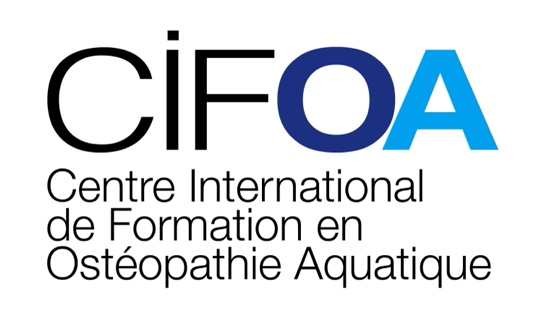 CiFOA
Centre International
de Formation en
Ostéopathie Aquatique